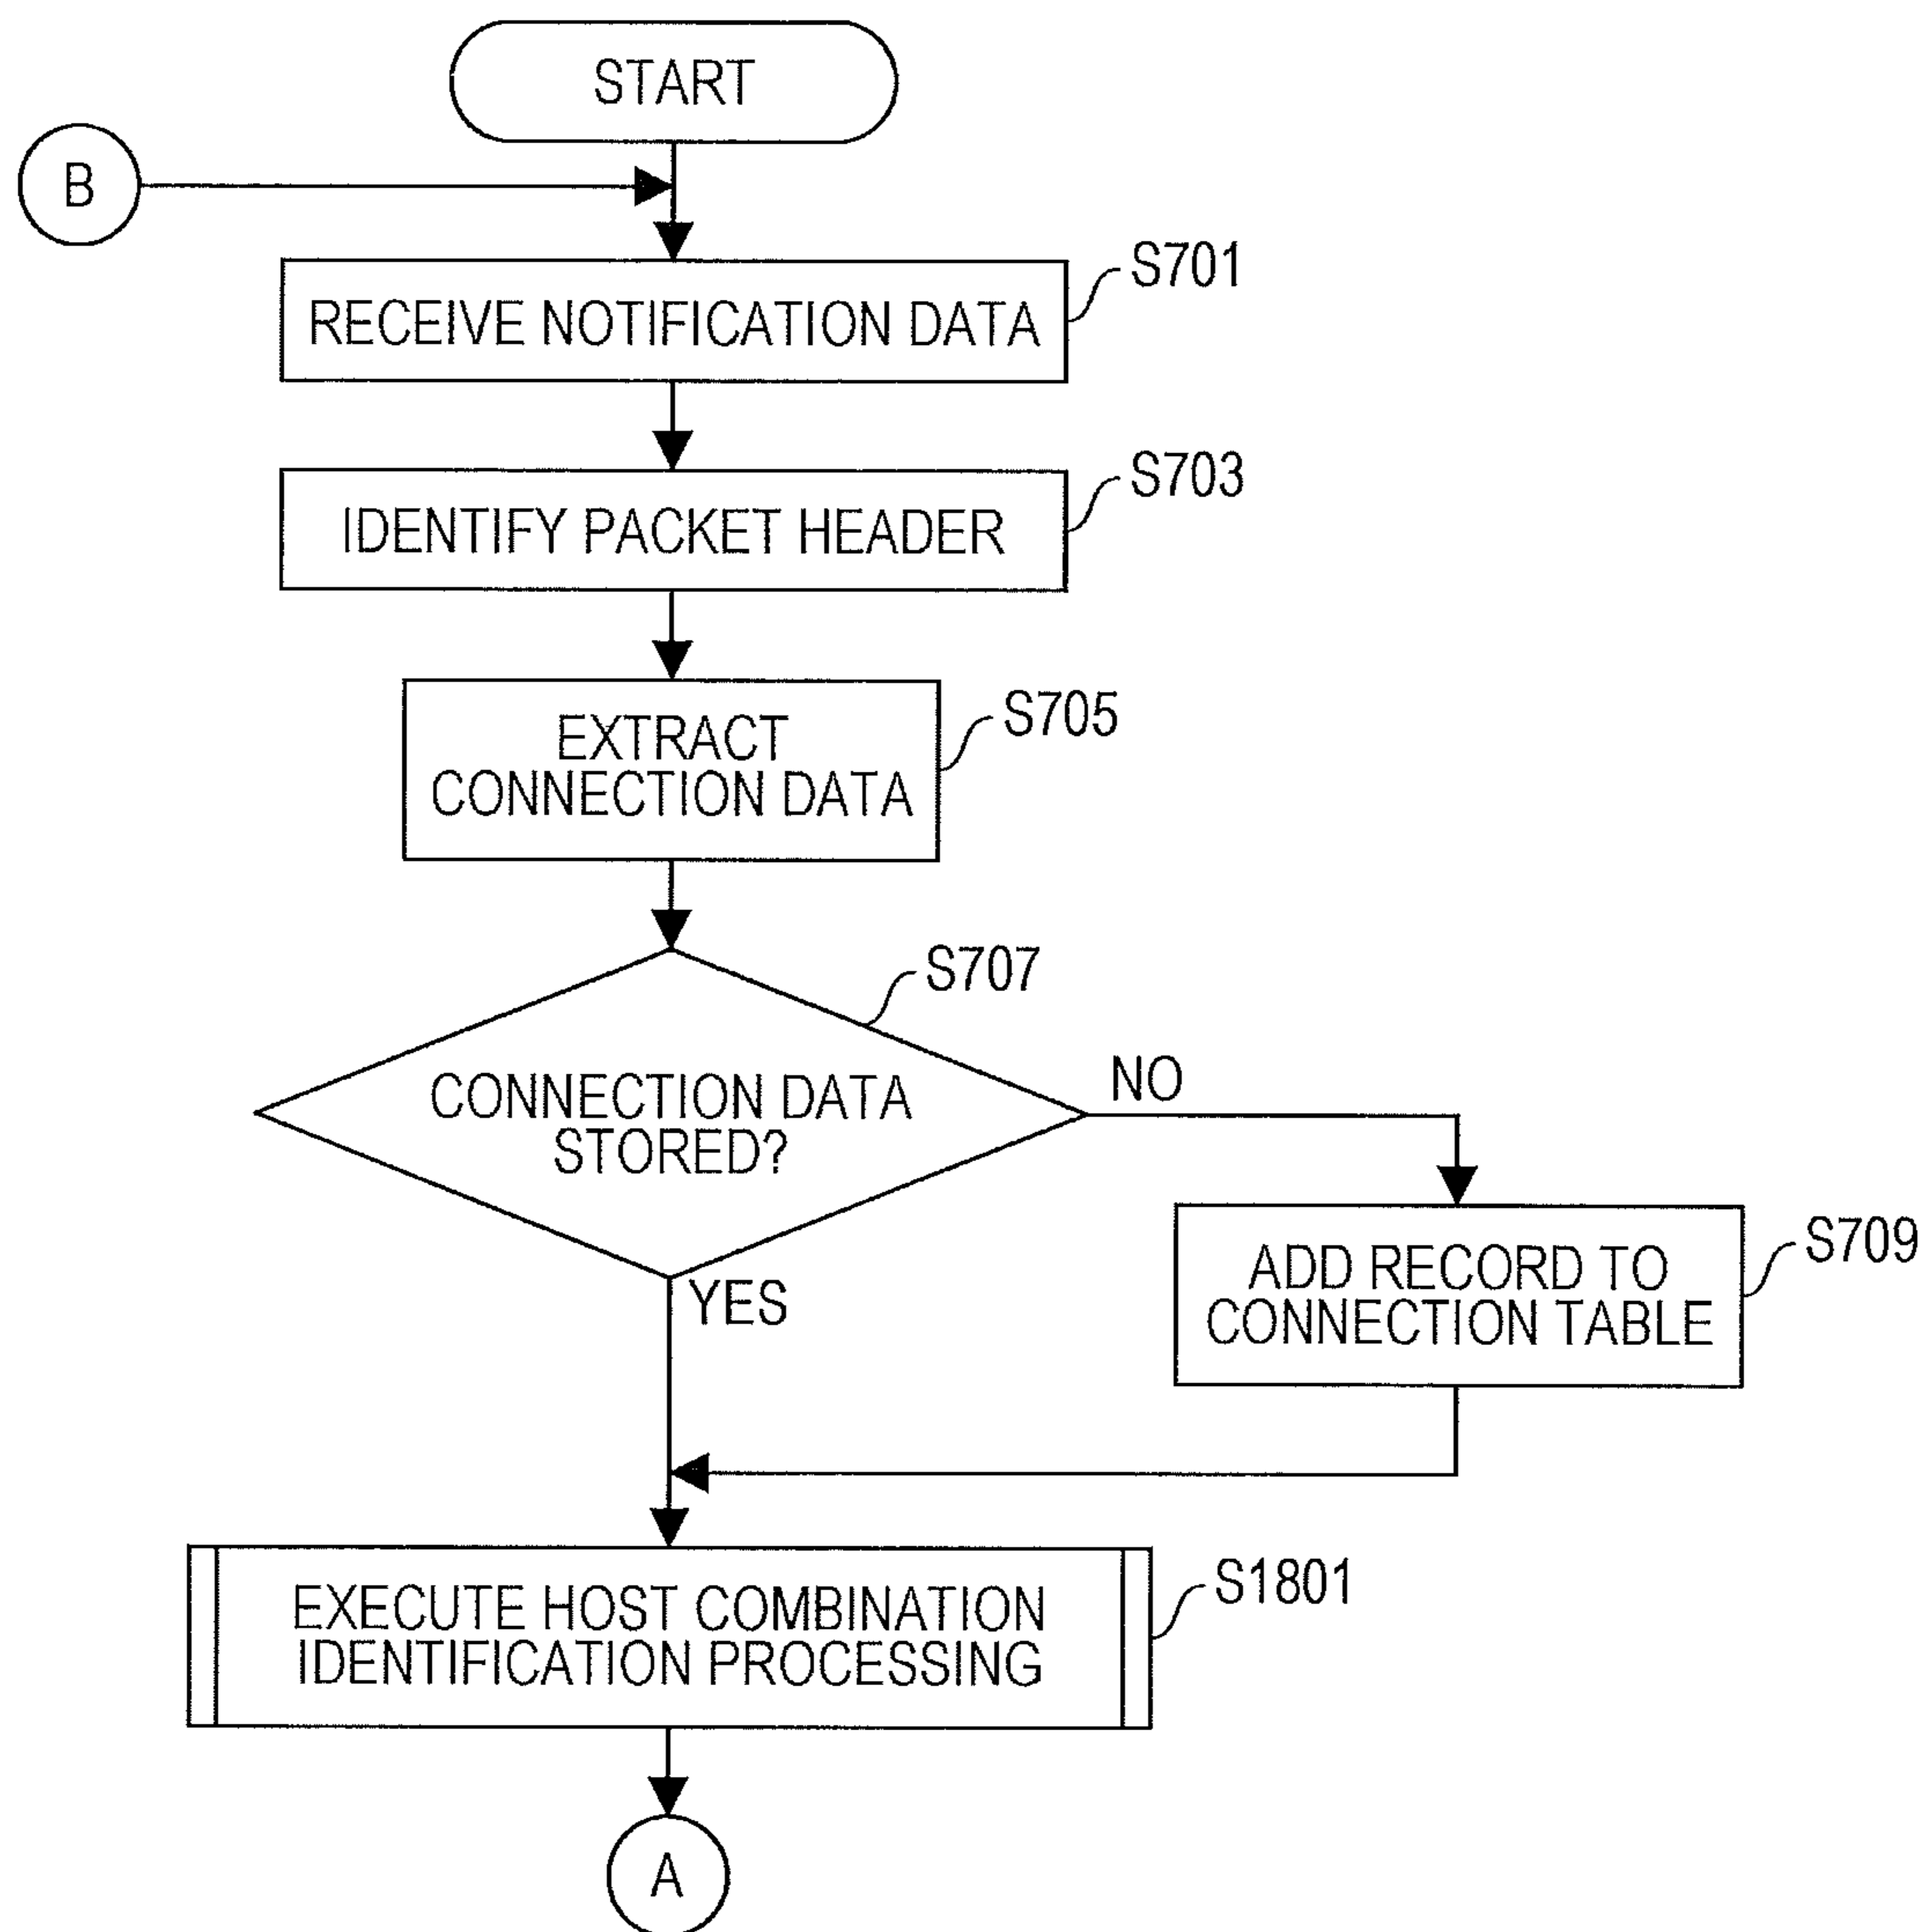 START
B
S701
RECEIVE NOTIFICATION DATA
S703
IDENTIFY PACKET HEADER
S705
EXTRACT
CONNECTION DATA
S707
CONNECTION DATA
STORED?
NO
YES
S709
ADD RECORD TO
CONNECTION TABLE
S1801
EXECUTE HOST COMBINATION
IDENTIFICATION PROCESSING
A